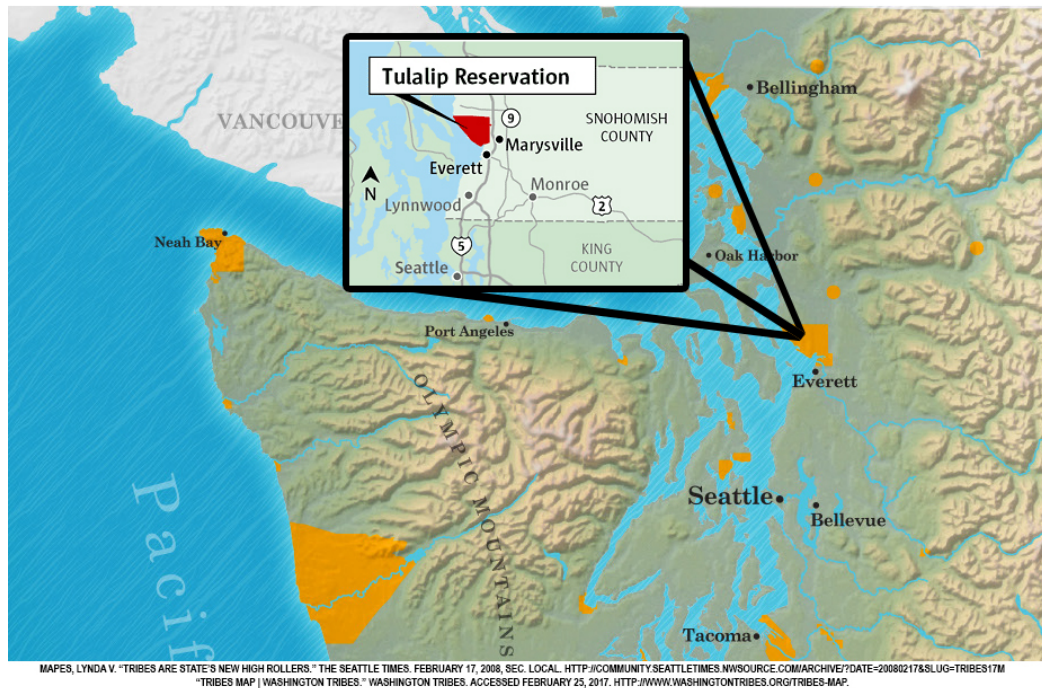 Tulalip Reservation
VANCOUVE
9
SNOHOMISH
COUNTY
Marysville
Everett
N
Lynnwood
Monroe
2
5
KING
COUNTY
Seattle
Bellingham
Neah Bay
Oak Harbor
Port Angeles
Everett
OLYMPIC MOUNTAINS
Pacif
Seattle
Bellevue
Tacoma
MAPES, LYNDA V. “TRIBES ARE STATE'S NEW HIGH ROLLERS.” THE SEATTLE TIMES. FEBRUARY 17, 2008, SEC. LOCAL. HTTP://COMMUNITY.SEATTLETIMES.NWSOURCE.COM/ARCHIVE/?DATE=20080217&SLUG=TRIBES17M
“TRIBES MAP | WASHINGTON TRIBES.” WASHINGTON TRIBES. ACCESSED FEBRUARY 25, 2017. HTTP://WWW.WASHINGTONTRIBES.ORG/TRIBES-MAP.